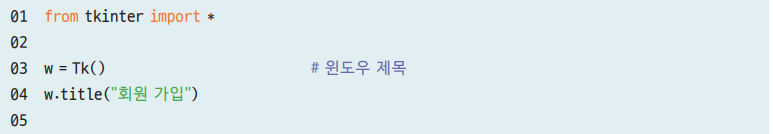 01 from tkinter import *
02
03 w = Tk() # 윈도우 제목
04 w.title("회원 가입")
05